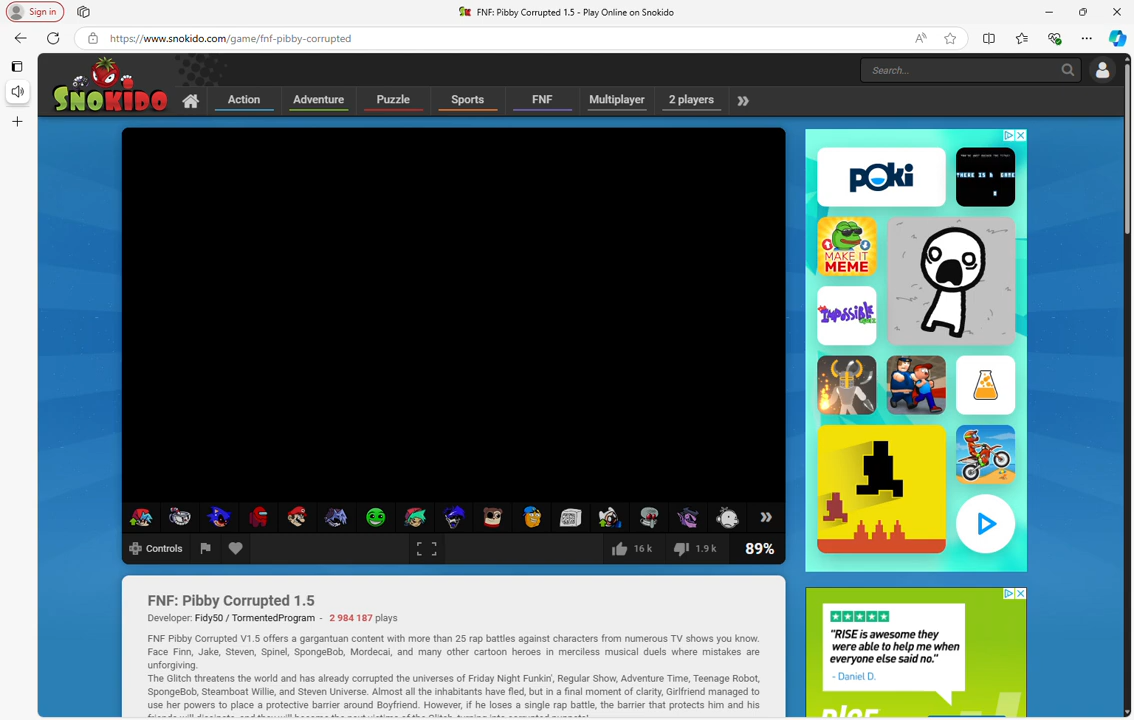 Sign in
FNF: Pibby Corrupted 1.5 - Play Online on Snokido
https://www.snokido.com/game/fnf-pibby-corrupted
SNOKIDO
Search...
Action Adventure Puzzle Sports FNF Multiplayer 2 players
POKI
THERE IS A GAME
MAKE IT
MEME
IMPOSSIBLE
Controls 16 k 1.9 k 89%
FNF: Pibby Corrupted 1.5
Developer: Fidy50 / TormentedProgram - 2 984 187 plays
FNF Pibby Corrupted V1.5 offers a gargantuan content with more than 25 rap battles against characters from numerous TV shows you know.
Face Finn, Jake, Steven, Spinel, SpongeBob, Mordecai, and many other cartoon heroes in merciless musical duels where mistakes are
unforgiving.
The Glitch threatens the world and has already corrupted the universes of Friday Night Funkin', Regular Show, Adventure Time, Teenage Robot,
SpongeBob, Steamboat Willie, and Steven Universe. Almost all the inhabitants have fled, but in a final moment of clarity, Girlfriend managed to
use her powers to place a protective barrier around Boyfriend. However, if he loses a single rap battle, the barrier that protects him and his
"RISE is awesome they
were able to help me when
everyone else said no."
- Daniel D.